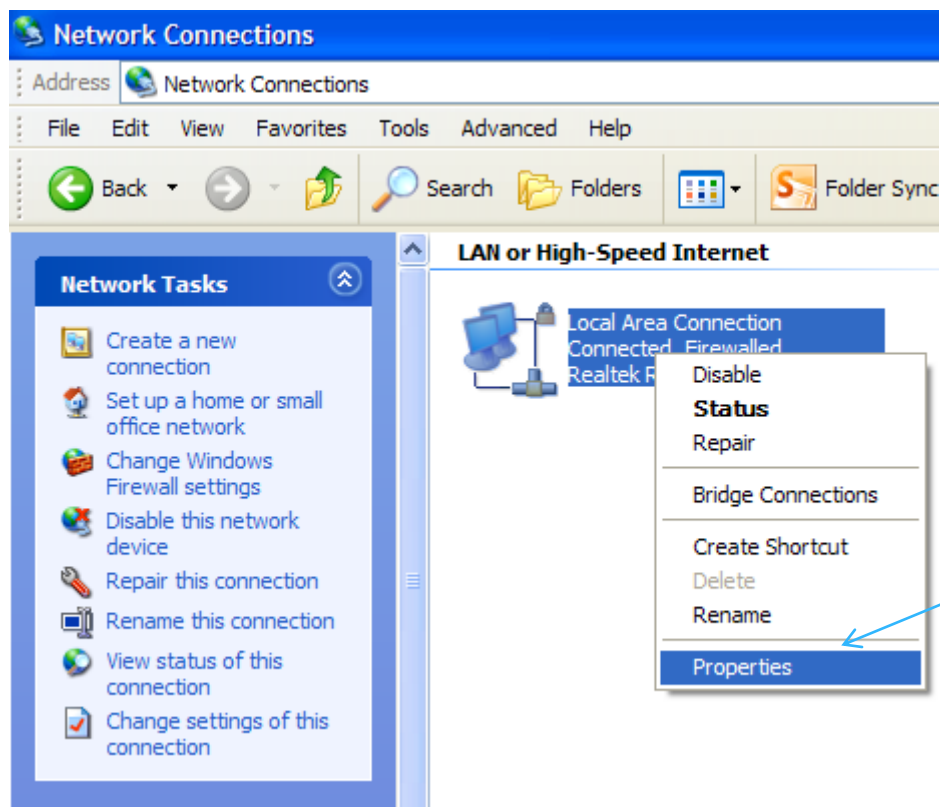 Network Connections
Address Network Connections
File Edit View Favorites Tools Advanced Help
Back Search Folders Folder Sync
Network Tasks
Create a new
connection
Set up a home or small
office network
Change Windows
Firewall settings
Disable this network
device
Repair this connection
Rename this connection
View status of this
connection
Change settings of this
connection
LAN or High-Speed Internet
Local Area Connection
Connected, Firewalled
Realtek R
Disable
Status
Repair
Bridge Connections
Create Shortcut
Delete
Rename
Properties